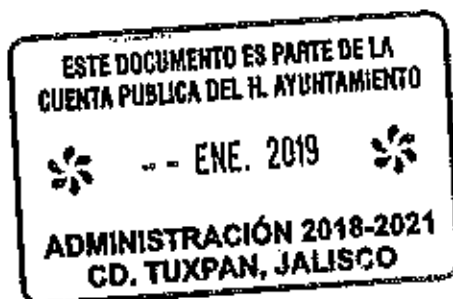 ESTE DOCUMENTO ES PARTE DE LA
CUENTA PUBLICA DEL H. AYUNTAMIENTO
-- ENE. 2019
ADMINISTRACIÓN 2018-2021
CD. TUXPAN, JALISCO